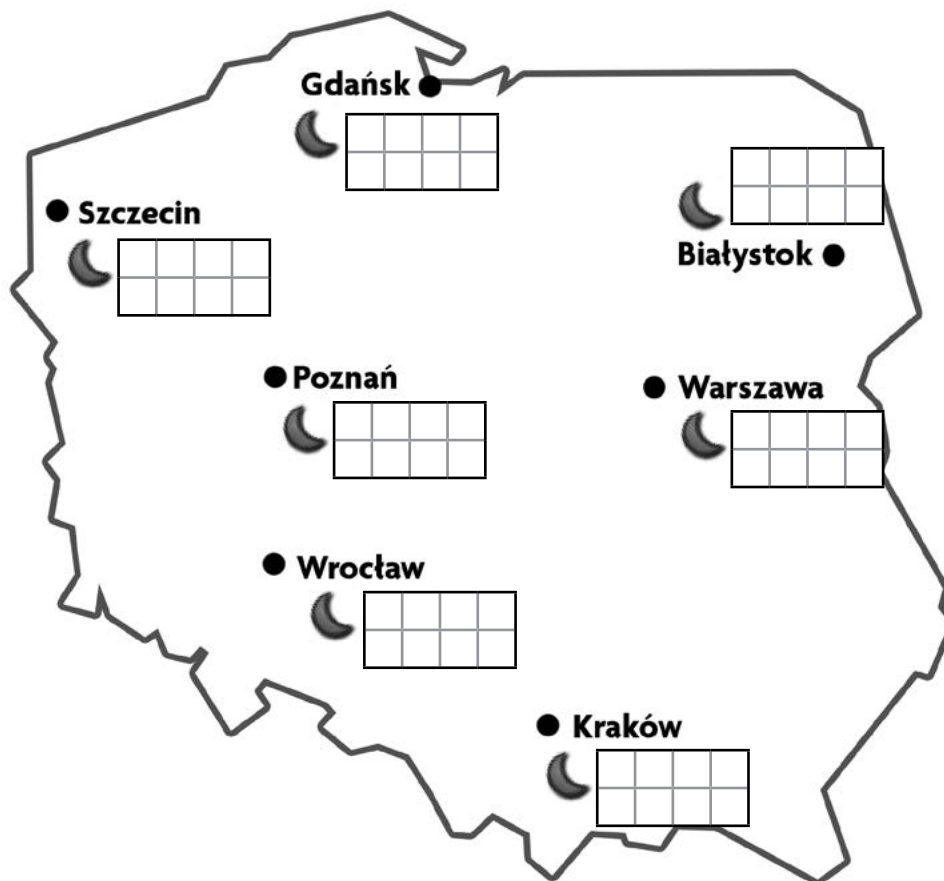 Gdańsk
Szczecin
Białystok
Poznań
Warszawa
Wrocław
Kraków